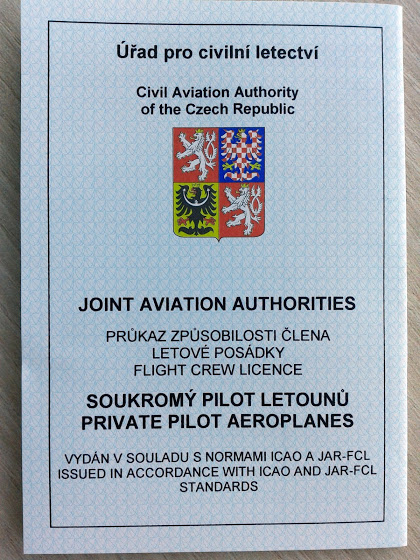 Úřad pro civilní letectví
Civil Aviation Authority
of the Czech Republic
JOINT AVIATION AUTHORITIES
PRŮKAZ ZPŮSOBILOSTI ČLENA
LETOVÉ POSÁDKY
FLIGHT CREW LICENCE
SOUKROMÝ PILOT LETOUNŮ
PRIVATE PILOT AEROPLANES
VYDÁN V SOULADU S NORMAMI ICAO A JAR-FCL
ISSUED IN ACCORDANCE WITH ICAO AND JAR-FCL
STANDARDS